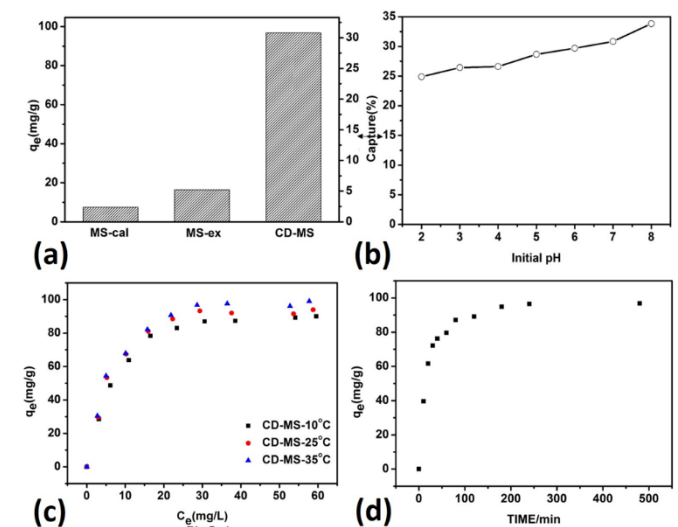 100
80
60
40
20
0
qe(mg/g)
30
25
20
15
10
5
0
MS-cal MS-ex CD-MS
(a)
35
30
25
20
15
10
5
0
Capture(%)
2 3 4 5 6 7 8
Initial pH
(b)
100
80
60
40
20
0
qe(mg/g)
CD-MS-10°C
CD-MS-25°C
CD-MS-35°C
0 10 20 30 40 50 60
Ce(mg/L)
(c)
100
80
60
40
20
0
qe(mg/g)
0 100 200 300 400 500
TIME/min
(d)